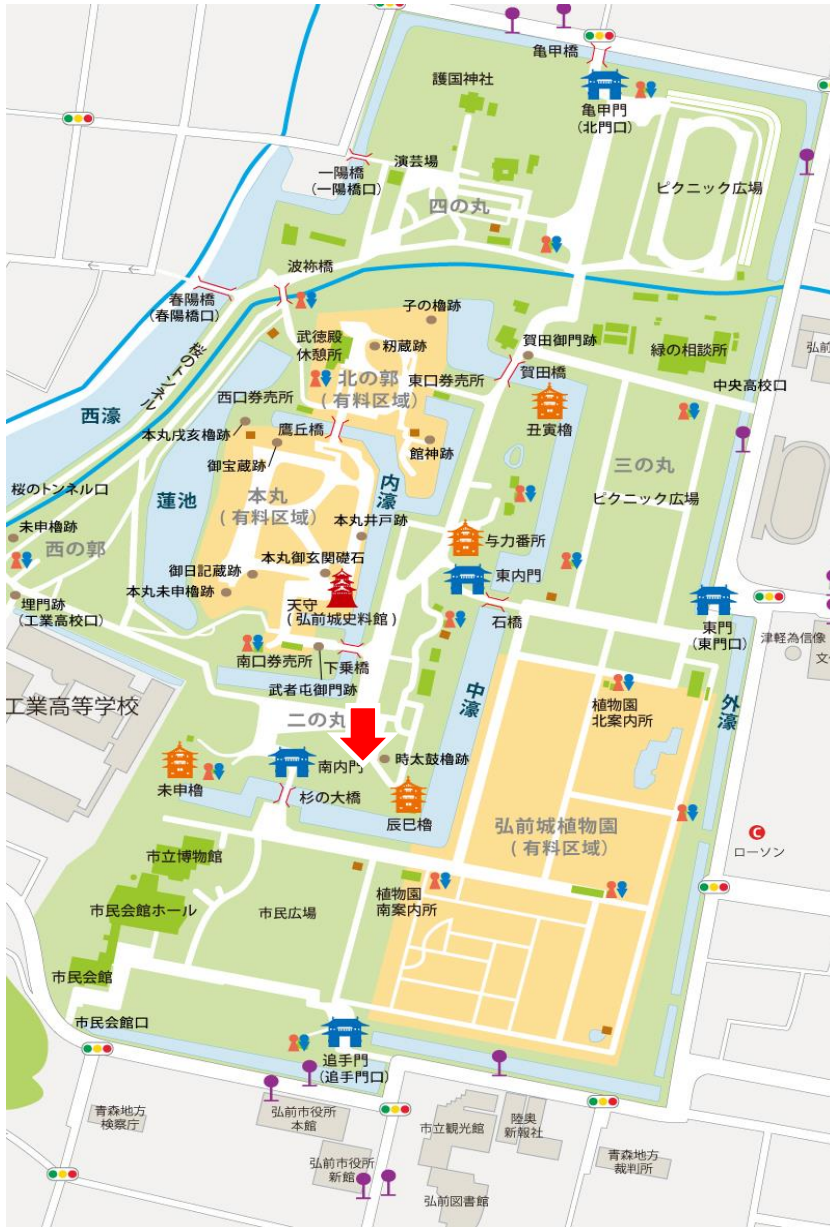 亀甲橋
護国神社
亀甲門
(北門口)
一陽橋
(一陽橋口)
演芸場
ピクニック広場
四の丸
波祢橋
春陽橋
(春陽橋口)
子の櫓跡
武徳殿
休憩所
籾蔵跡
賀田御門跡
緑の相談所
弘前
桜のトンネル
北の郭
(有料区域)
東口券売所
賀田橋
中央高校口
西口券売所
西濠
丑寅櫓
本丸戌亥櫓跡
鷹丘橋
館神跡
御宝蔵跡
三の丸
内濠
桜のトンネル口
蓮池
本丸
(有料区域)
ピクニック広場
未申櫓跡
本丸井戸跡
西の郭
与力番所
本丸御玄関礎石
東内門
御日記蔵跡
埋門跡
(工業高校口)
本丸未申櫓跡
天守
(弘前城史料館)
石橋
東門
(東門口)
津軽為信像
文化
南口券売所
下乗橋
武者屯御門跡
工業高等学校
中濠
植物園
北案内所
外濠
二の丸
南内門
時太鼓櫓跡
未申櫓
杉の大橋
辰巳櫓
弘前城植物園
(有料区域)
C
ローソン
市立博物館
植物園
南案内所
市民会館ホール
市民広場
市民会館
市民会館口
追手門
(追手門口)
青森地方
検察庁
弘前市役所
本館
市立観光館
陸奥
新報社
弘前市役所
新館
青森地方
裁判所
弘前図書館